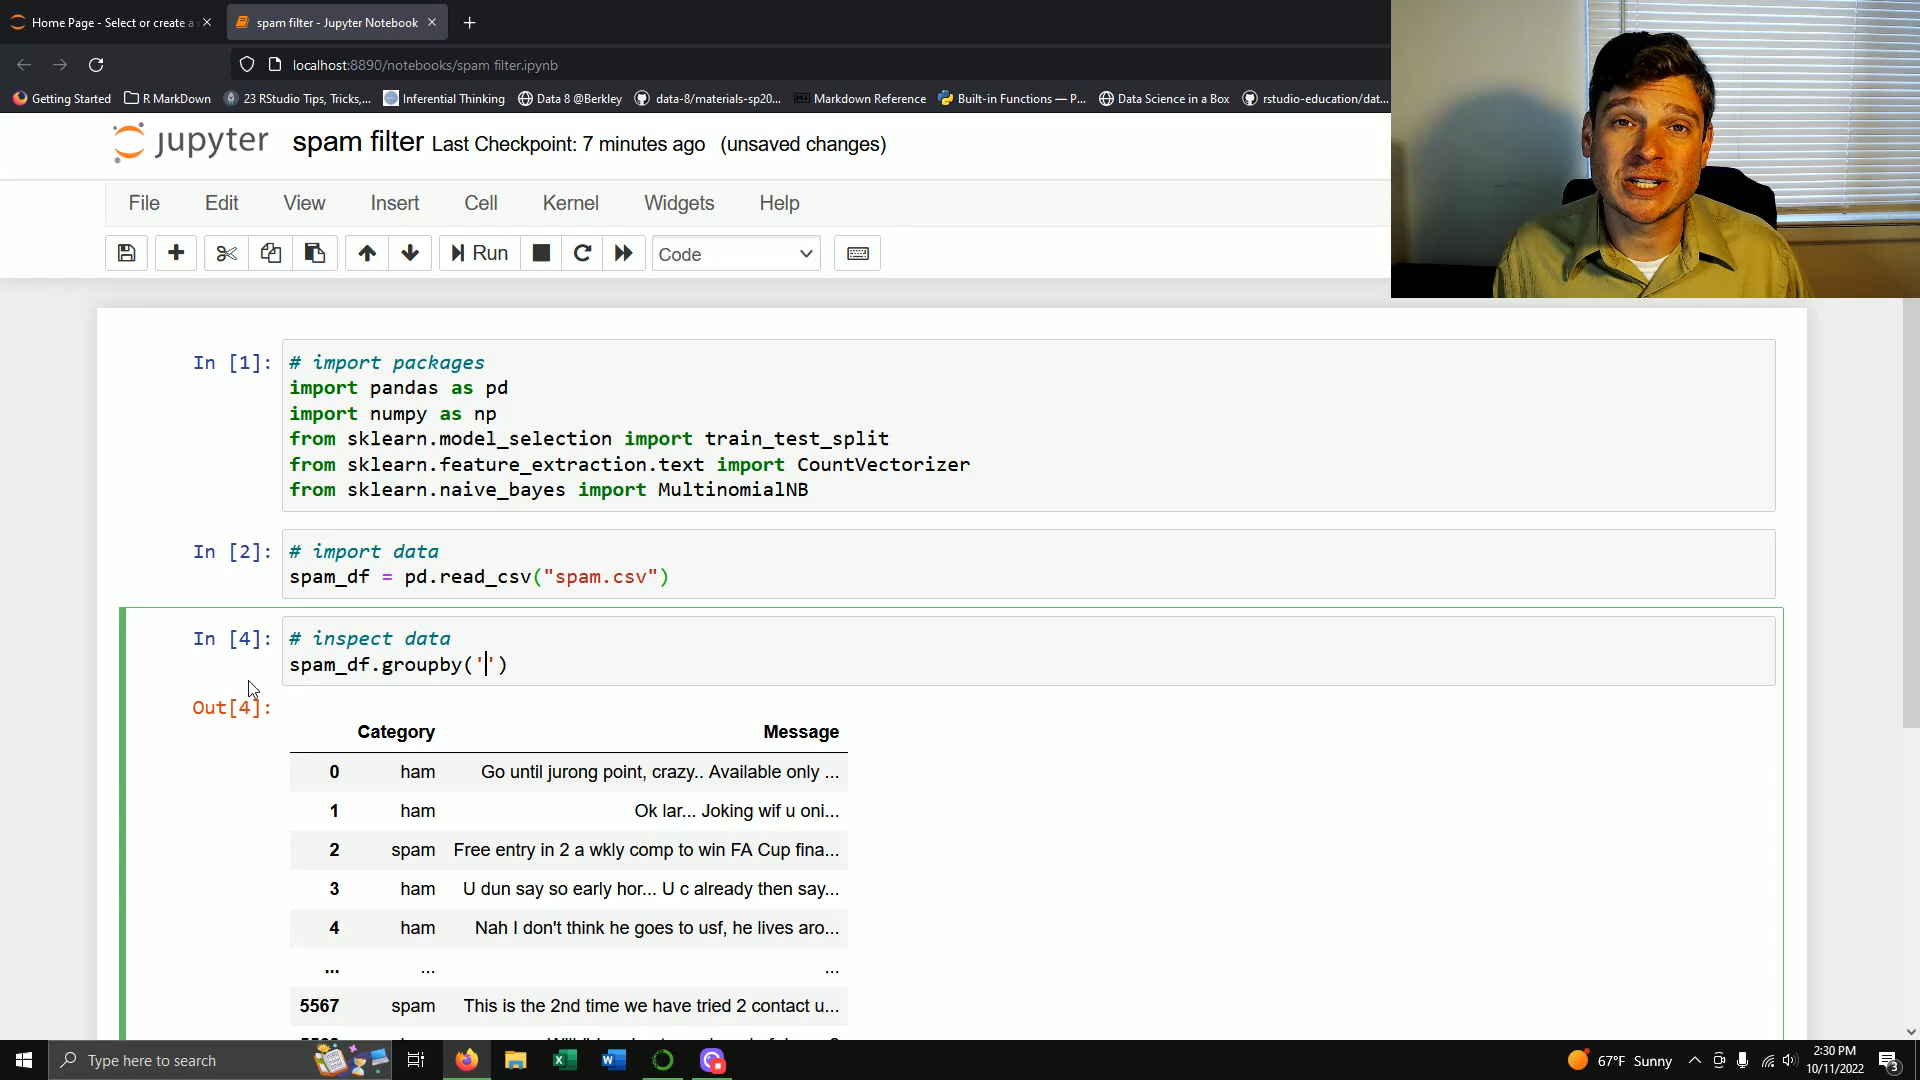 Home Page - Select or create a
spam filter - Jupyter Notebook
localhost:8890/notebooks/spam filter.ipynb
Getting Started
R MarkDown
23 RStudio Tips, Tricks,...
Inferential Thinking
Data 8 @Berkley
data-8/materials-sp20...
Markdown Reference
Built-in Functions — P...
Data Science in a Box
rstudio-education/dat...
jupyter spam filter Last Checkpoint: 7 minutes ago (unsaved changes)
File Edit View Insert Cell Kernel Widgets Help
Run Code
In [1]: # import packages
import pandas as pd
import numpy as np
from sklearn.model_selection import train_test_split
from sklearn.feature_extraction.text import CountVectorizer
from sklearn.naive_bayes import MultinomialNB
In [2]: # import data
spam_df = pd.read_csv("spam.csv")
In [4]: # inspect data
spam_df.groupby('')
Out[4]:
Category Message
0 ham Go until jurong point, crazy.. Available only ...
1 ham Ok lar... Joking wif u oni...
2 spam Free entry in 2 a wkly comp to win FA Cup fina...
3 ham U dun say so early hor... U c already then say...
4 ham Nah I don't think he goes to usf, he lives aro...
... ... ...
5567 spam This is the 2nd time we have tried 2 contact u...
Type here to search
67°F Sunny
2:30 PM
10/11/2022
3